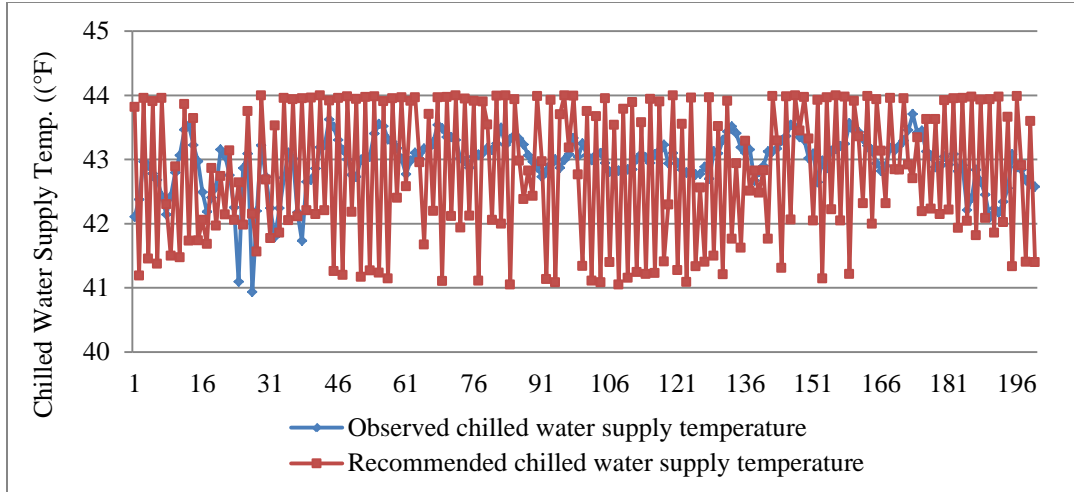 Chilled Water Supply Temp. ((°F)
45
44
43
42
41
40
1 16 31 46 61 76 91 106 121 136 151 166 181 196
Observed chilled water supply temperature
Recommended chilled water supply temperature